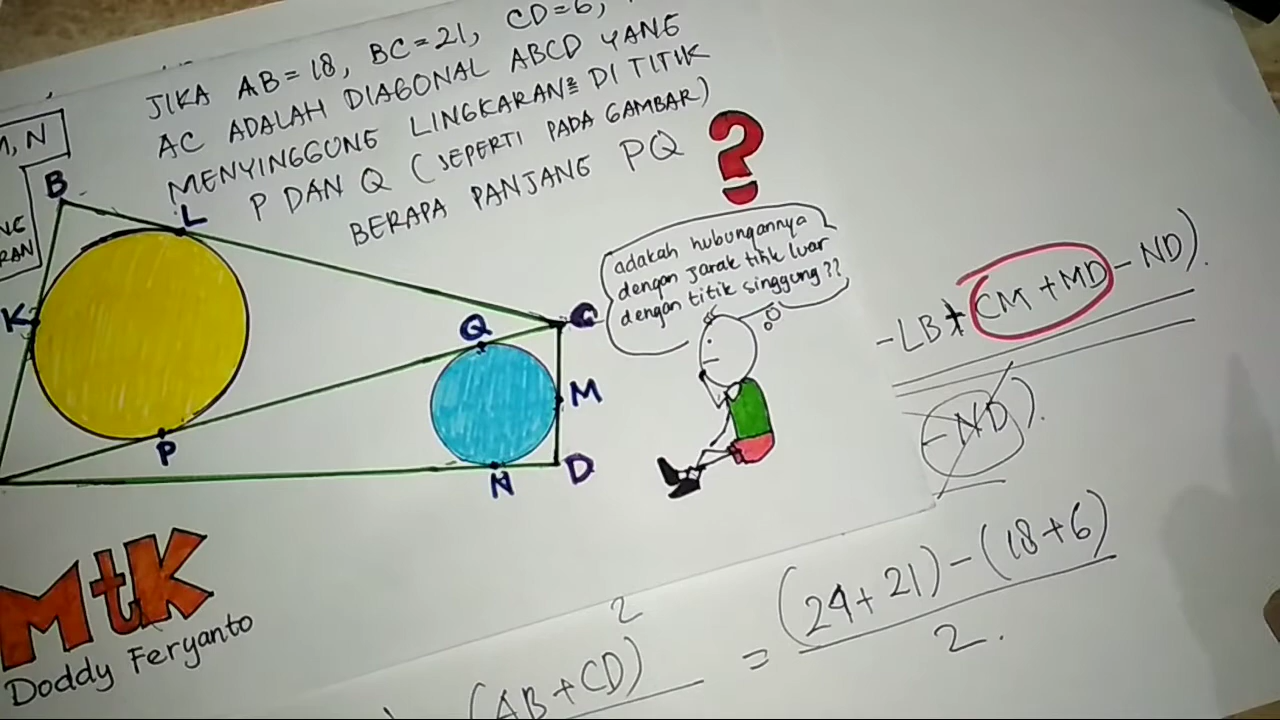 JIKA AB=18, BC=21, CD=6,
AC ADALAH DIAGONAL ABCD YANG
MENYINGGUNG LINGKARAN² DI TITIK
P DAN Q (SEPERTI PADA GAMBAR)
BERAPA PANJANG PQ
?
M, N
RAN
B
L
K
Q
C
M
P
N
D
adakah hubungannya
dengan jarak titik luar
dengan titik singgung??
-LB+ CM+MD - ND).
- ND).
2
(AB+CD)
= (24+21)-(18+6)
2.
MtK
Doddy Feryanto